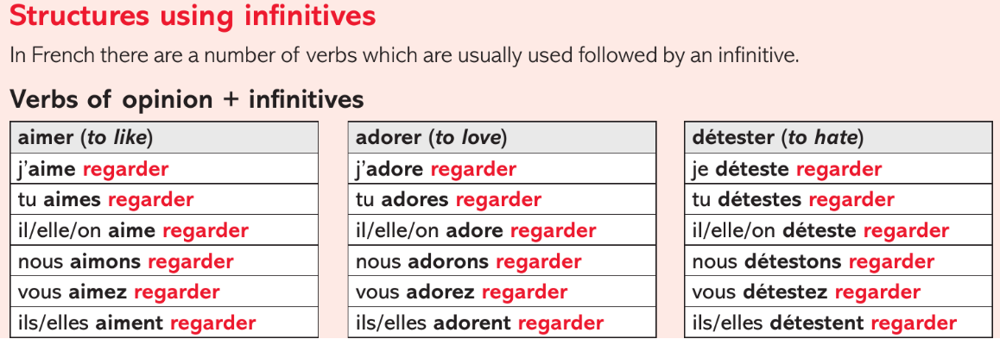 Structures using infinitives
In French there are a number of verbs which are usually used followed by an infinitive.
Verbs of opinion + infinitives
aimer (to like)
j'aime regarder
tu aimes regarder
il/elle/on aime regarder
nous aimons regarder
vous aimez regarder
ils/elles aiment regarder
adorer (to love)
j'adore regarder
tu adores regarder
il/elle/on adore regarder
nous adorons regarder
vous adorez regarder
ils/elles adorent regarder
détester (to hate)
je déteste regarder
tu détestes regarder
il/elle/on déteste regarder
nous détestons regarder
vous détestez regarder
ils/elles détestent regarder